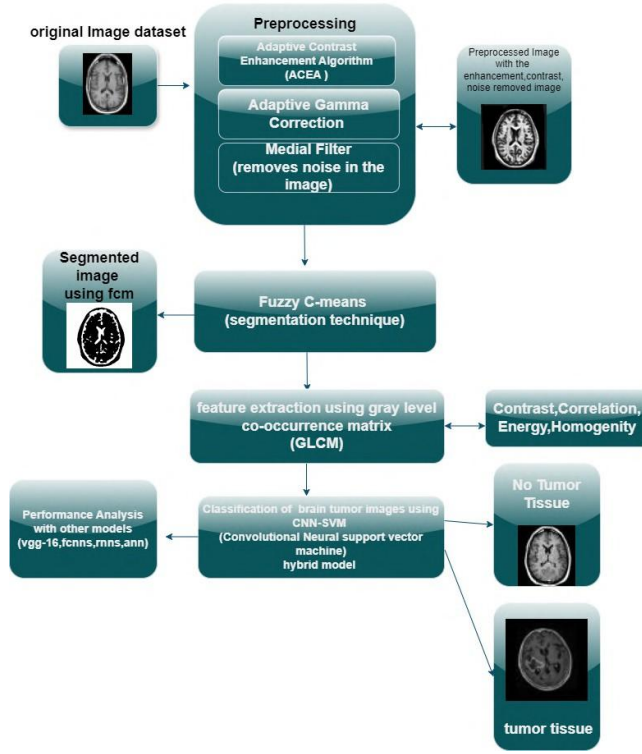 original Image dataset
Preprocessing
Adaptive Contrast
Enhancement Algorithm
(ACEA )
Adaptive Gamma
Correction
Medial Filter
(removes noise in the
image)
Preprocessed Image
with the
enhancement,contrast,
noise removed image
Segmented
image
using fcm
Fuzzy C-means
(segmentation technique)
feature extraction using gray level
co-occurrence matrix
(GLCM)
Contrast,Correlation,
Energy,Homogenity
Performance Analysis
with other models
(vgg-16,fcnns,rnns,ann)
Classification of brain tumor images using
CNN-SVM
(Convolutional Neural support vector
machine)
hybrid model
No Tumor
Tissue
tumor tissue